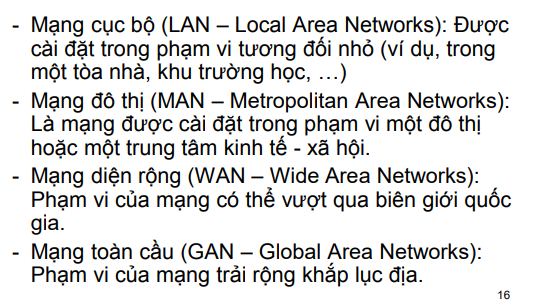 - Mạng cục bộ (LAN – Local Area Networks): Được
cài đặt trong phạm vi tương đối nhỏ (ví dụ, trong
một tòa nhà, khu trường học, …)
- Mạng đô thị (MAN – Metropolitan Area Networks):
Là mạng được cài đặt trong phạm vi một đô thị
hoặc một trung tâm kinh tế - xã hội.
- Mạng diện rộng (WAN – Wide Area Networks):
Phạm vi của mạng có thể vượt qua biên giới quốc
gia.
- Mạng toàn cầu (GAN – Global Area Networks):
Phạm vi của mạng trải rộng khắp lục địa.
16